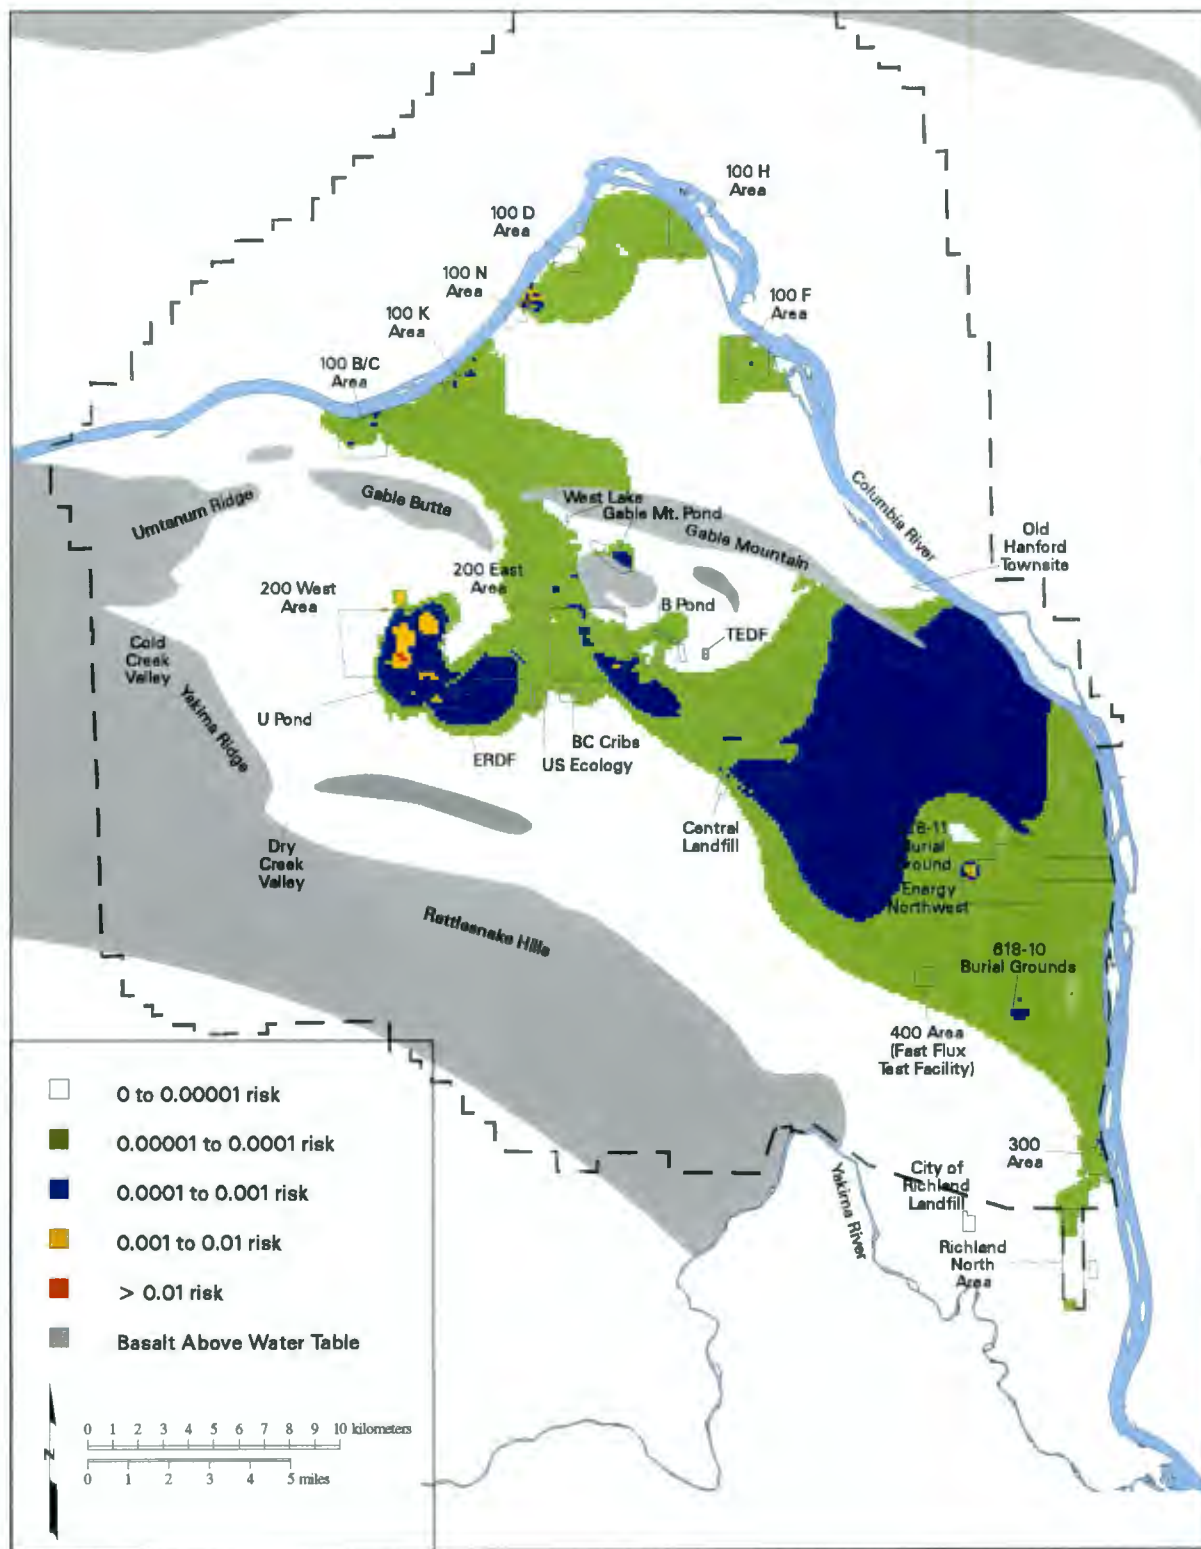 100 H
Area
100 D
Area
100 N
Area
100 F
Area
100 K
Area
100 B/C
Area
Columbia River
Umtanum Ridge
Gable Butte
West Lake
Gable Mt. Pond
Gable Mountain
Old
Hanford
Townsite
200 East
Area
200 West
Area
B Pond
TEDF
Cold
Creek
Valley
Yakima Ridge
U Pond
ERDF
BC Cribs
US Ecology
Central
Landfill
Dry
Creek
Valley
Rattlesnake Hills
Burial
Ground
Energy
Northwest
618-10
Burial Grounds
400 Area
(Fast Flux
Test Facility)
300
Area
City of
Richland
Landfill
Yakima River
Richland
North
Area
0 to 0.00001 risk
0.00001 to 0.0001 risk
0.0001 to 0.001 risk
0.001 to 0.01 risk
> 0.01 risk
Basalt Above Water Table
N
0 1 2 3 4 5 6 7 8 9 10 kilometers
0 1 2 3 4 5 miles